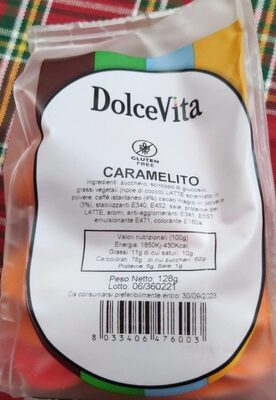 DolceVita
GLUTEN
FREE
CARAMELITO
Ingredienti: zucchero, sciroppo di glucosio,
grassi vegetali (noce di cocco) LATTE scremato in
polvere, caffè istantaneo (4%) cacao magro in polvere
(3%), stabilizzanti E340, E452, sale, proteine del
LATTE, aromi, anti-agglomeranti E341, E551
emulsionante E471, colorante E160a
Valori nutrizionali (100g)
Energia: 1850Kj-430Kcal
Grassi: 11g di cui saturi: 10g
Carboidrati: 78g : di cui zuccheri: 62g
Proteine: 5g, Sale: 1g
Peso Netto: 128g
Lotto: 06/360221
Da consumarsi preferibilmente entro: 30/09/2023
8 033406 476003